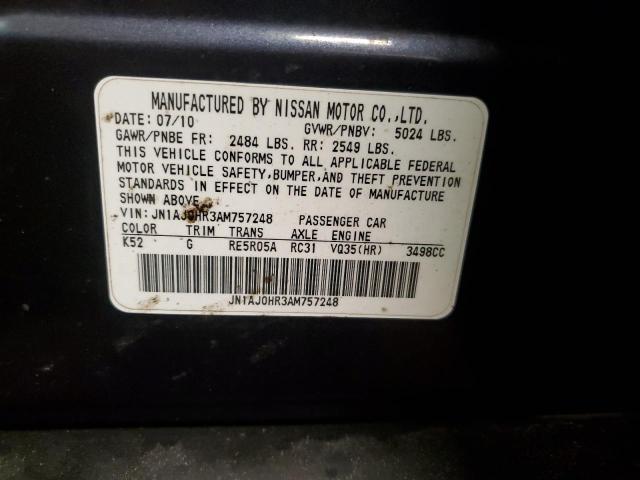 MANUFACTURED BY NISSAN MOTOR CO.,LTD.
DATE: 07/10 GVWR/PNBV: 5024 LBS.
GAWR/PNBE FR: 2484 LBS. RR: 2549 LBS.
THIS VEHICLE CONFORMS TO ALL APPLICABLE FEDERAL
MOTOR VEHICLE SAFETY,BUMPER,AND THEFT PREVENTION
STANDARDS IN EFFECT ON THE DATE OF MANUFACTURE
SHOWN ABOVE.
VIN: JN1AJ0HR3AM757248 PASSENGER CAR
COLOR TRIM TRANS AXLE ENGINE
K52 G RE5R05A RC31 VQ35(HR) 3498CC
JN1AJ0HR3AM757248